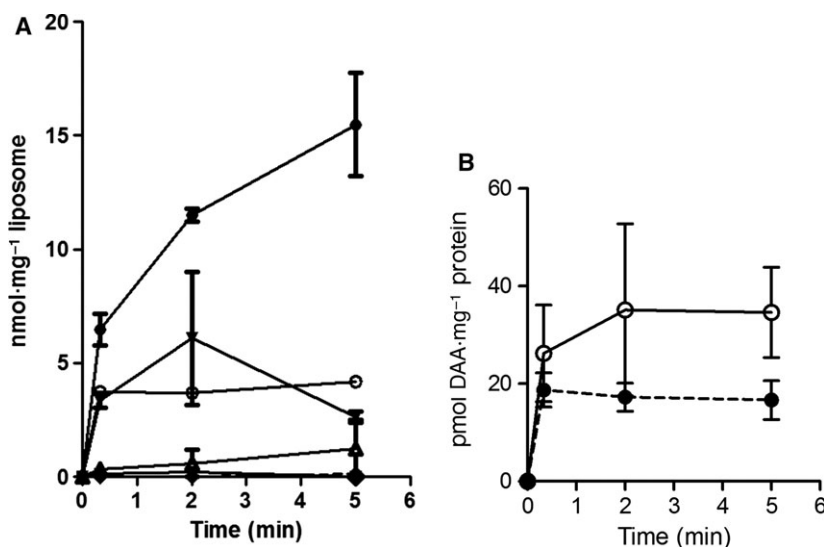 A
nmol·mg⁻¹ liposome
20
15
10
5
0
0 1 2 3 4 5 6
Time (min)
B
pmol DAA·mg⁻¹ protein
60
40
20
0
0 1 2 3 4 5 6
Time (min)